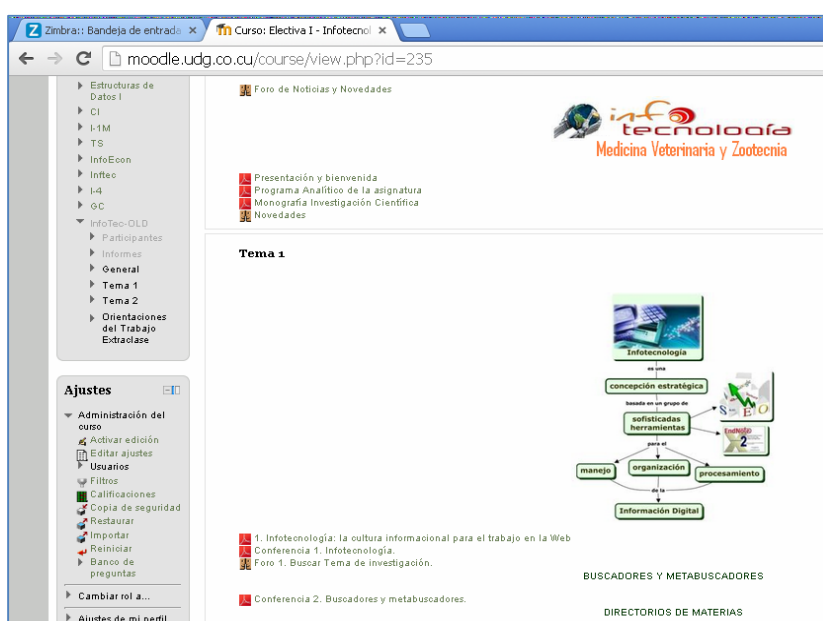 Zimbra:: Bandeja de entrada
Curso: Electiva I - Infotecnol
moodle.udg.co.cu/course/view.php?id=235
Estructuras de
Datos I
CI
I-1M
TS
InfoEcon
Inftec
I-4
GC
InfoTec-OLD
Participantes
Informes
General
Tema 1
Tema 2
Orientaciones
del Trabajo
Extraclase
Ajustes
Administración del
curso
Activar edición
Editar ajustes
Usuarios
Filtros
Calificaciones
Copia de seguridad
Restaurar
Importar
Reiniciar
Banco de
preguntas
Cambiar rol a...
Ajustes de mi perfil
Foro de Noticias y Novedades
info
tecnología
Medicina Veterinaria y Zootecnia
Presentación y bienvenida
Programa Analítico de la asignatura
Monografía Investigación Científica
Novedades
Tema 1
Infotecnología
es una
concepción estratégica
basada en un grupo de
sofisticadas
herramientas
SEO
EndNote
X2
para el
manejo
organización
procesamiento
de la
Información Digital
1. Infotecnología: la cultura informacional para el trabajo en la Web
Conferencia 1. Infotecnología.
Foro 1. Buscar Tema de investigación.
BUSCADORES Y METABUSCADORES
Conferencia 2. Buscadores y metabuscadores.
DIRECTORIOS DE MATERIAS